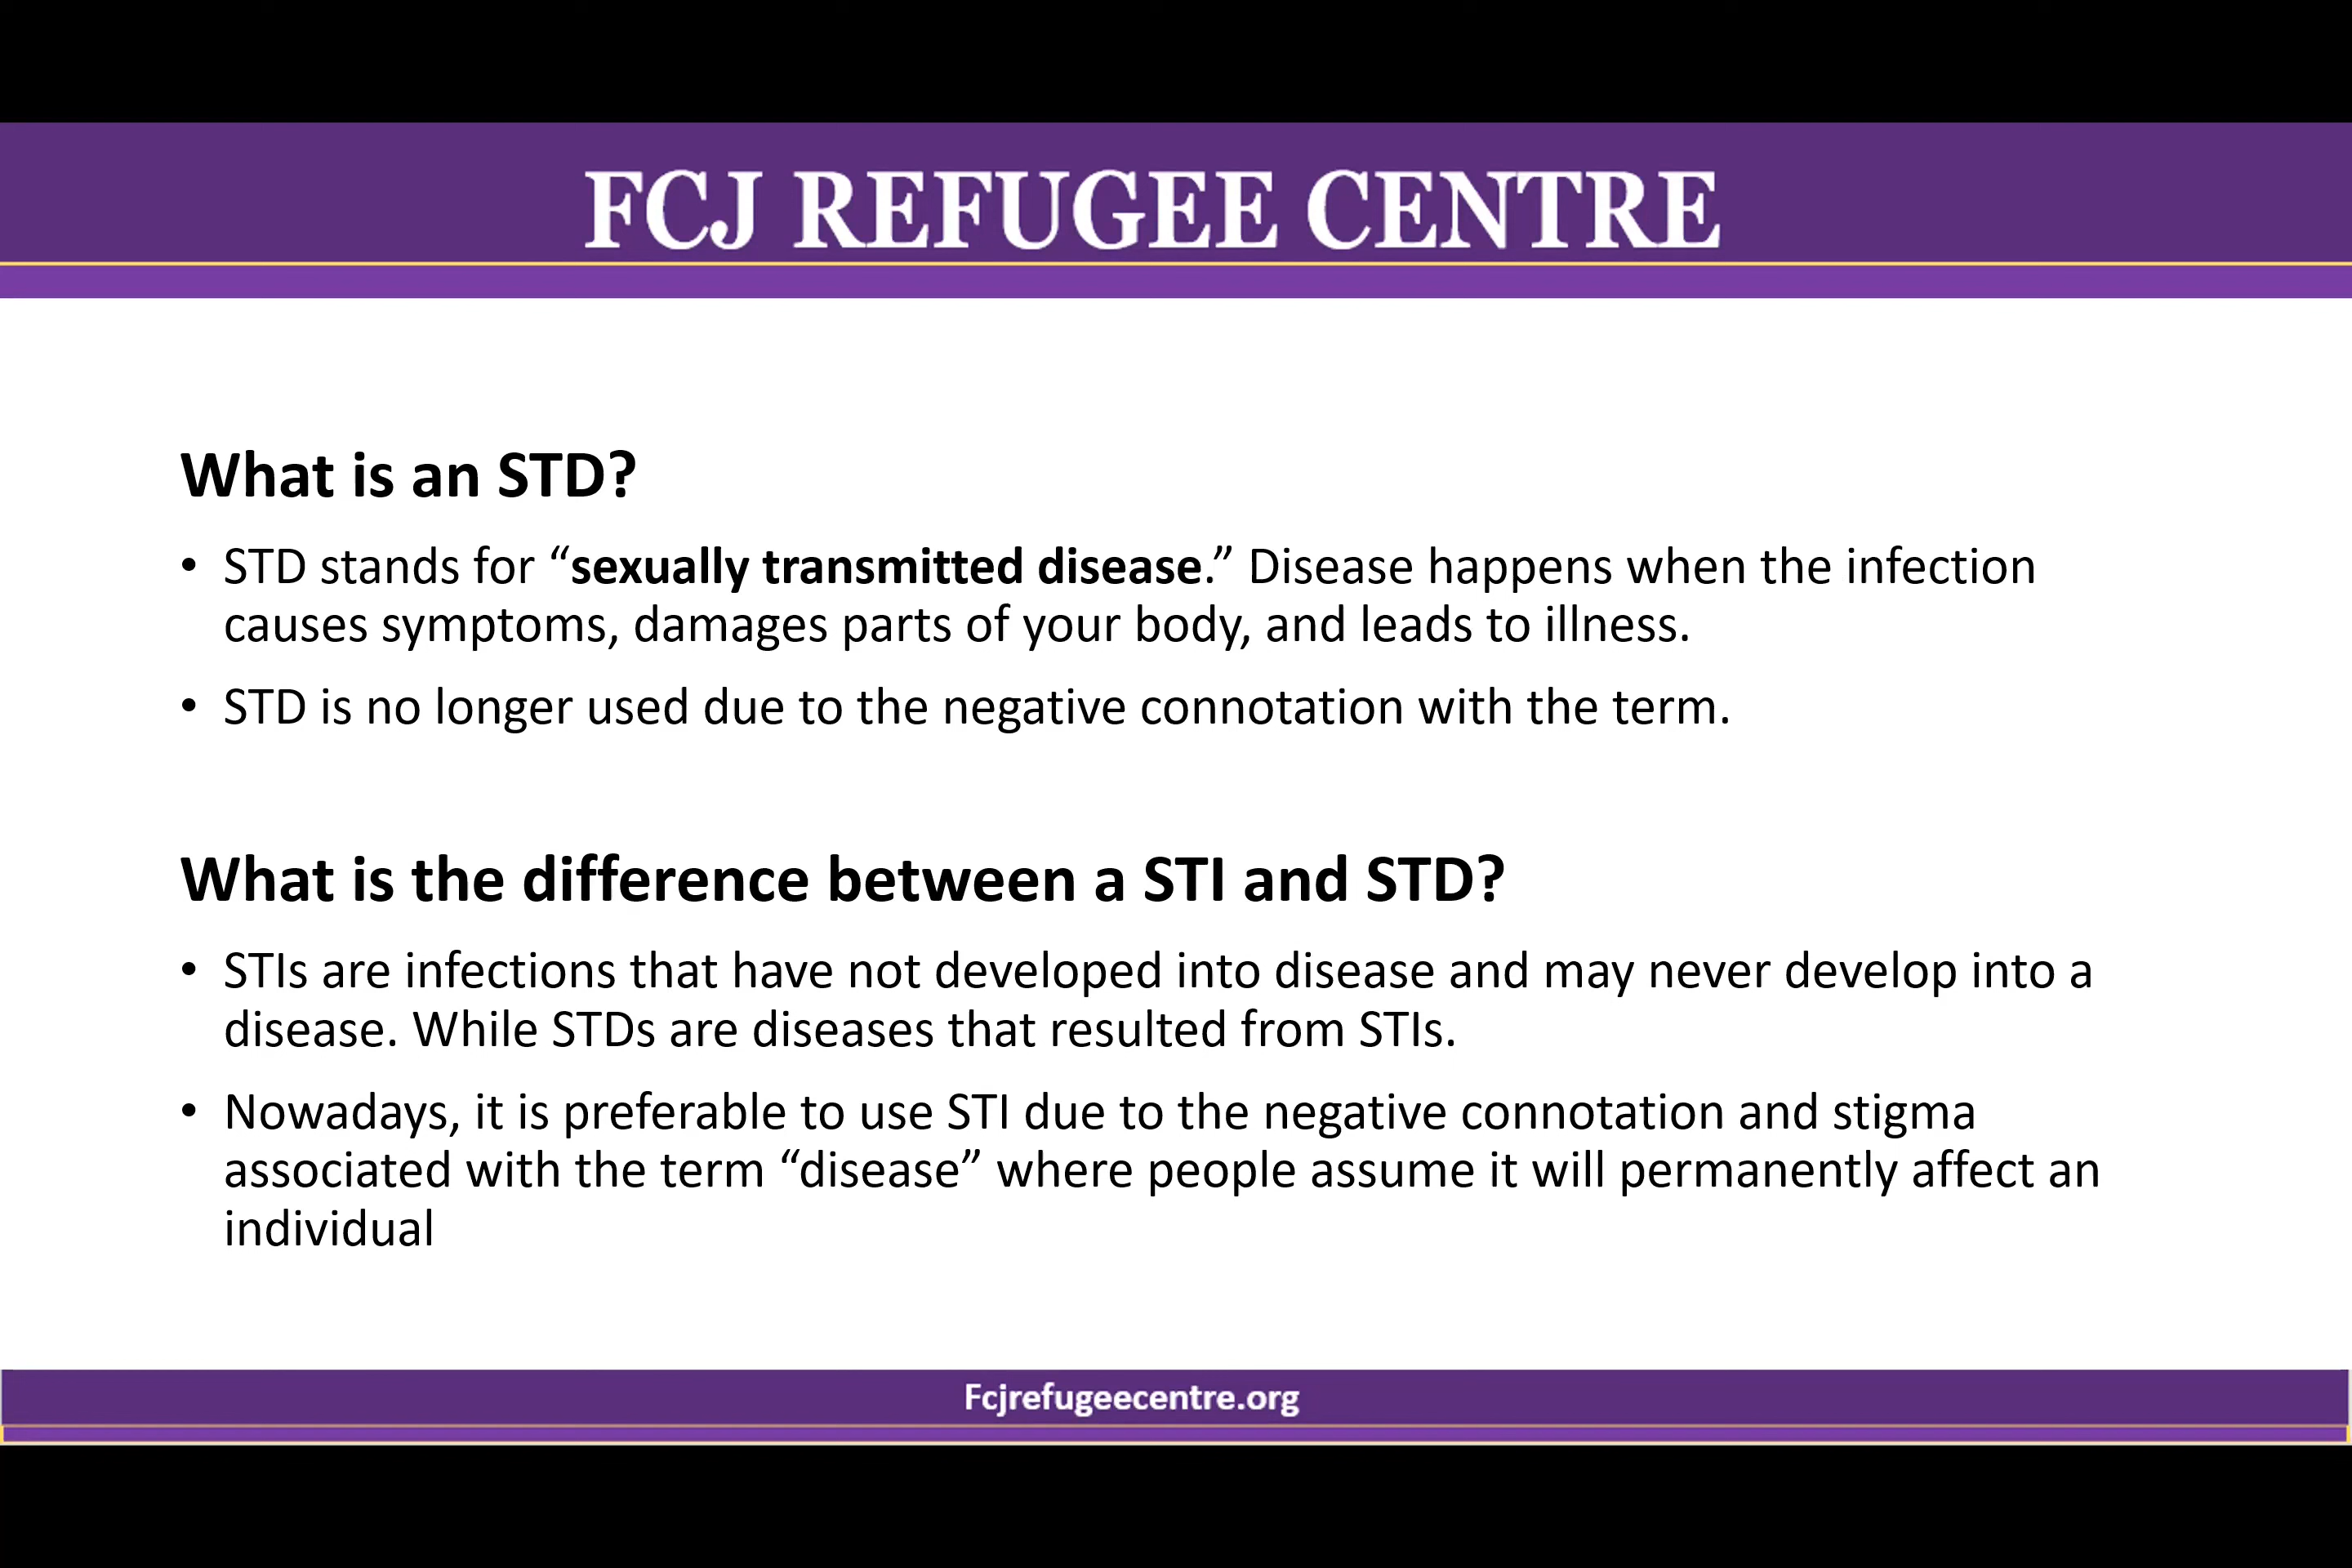 FCJ REFUGEE CENTRE
What is an STD?
• STD stands for “sexually transmitted disease.” Disease happens when the infection
causes symptoms, damages parts of your body, and leads to illness.
• STD is no longer used due to the negative connotation with the term.
What is the difference between a STI and STD?
• STIs are infections that have not developed into disease and may never develop into a
disease. While STDs are diseases that resulted from STIs.
• Nowadays, it is preferable to use STI due to the negative connotation and stigma
associated with the term “disease” where people assume it will permanently affect an
individual
Fcjrefugeecentre.org